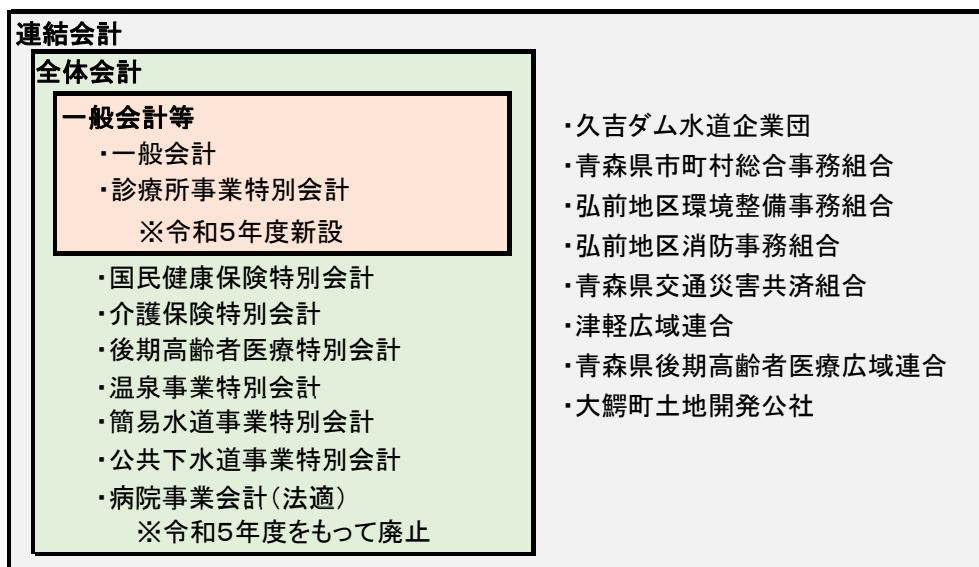 連結会計
全体会計
一般会計等
・一般会計
・診療所事業特別会計
※令和5年度新設
・国民健康保険特別会計
・介護保険特別会計
・後期高齢者医療特別会計
・温泉事業特別会計
・簡易水道事業特別会計
・公共下水道事業特別会計
・病院事業会計(法適)
※令和5年度をもって廃止
・久吉ダム水道企業団
・青森県市町村総合事務組合
・弘前地区環境整備事務組合
・弘前地区消防事務組合
・青森県交通災害共済組合
・津軽広域連合
・青森県後期高齢者医療広域連合
・大鰐町土地開発公社